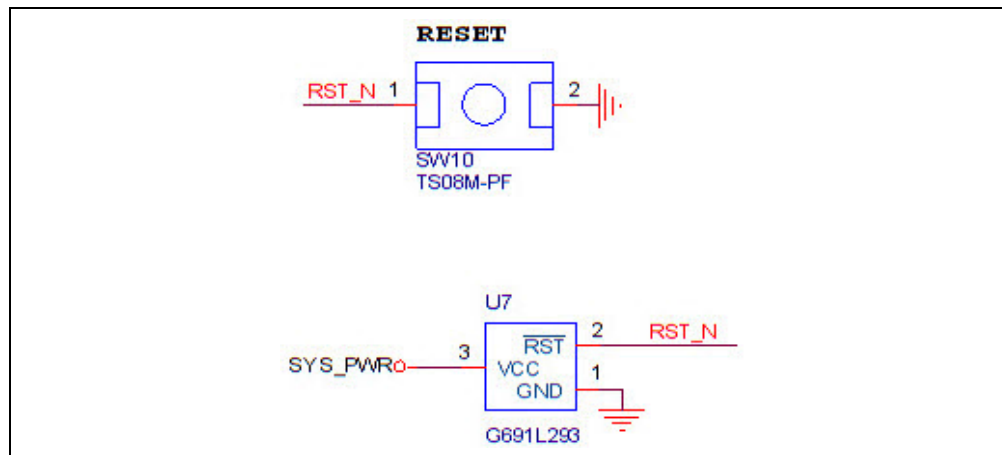 RESET
RST_N 1 2
SW10
TS08M-PF
U7
2 RST_N
RST
SYS_PWR 3
VCC
1
GND
G691L293